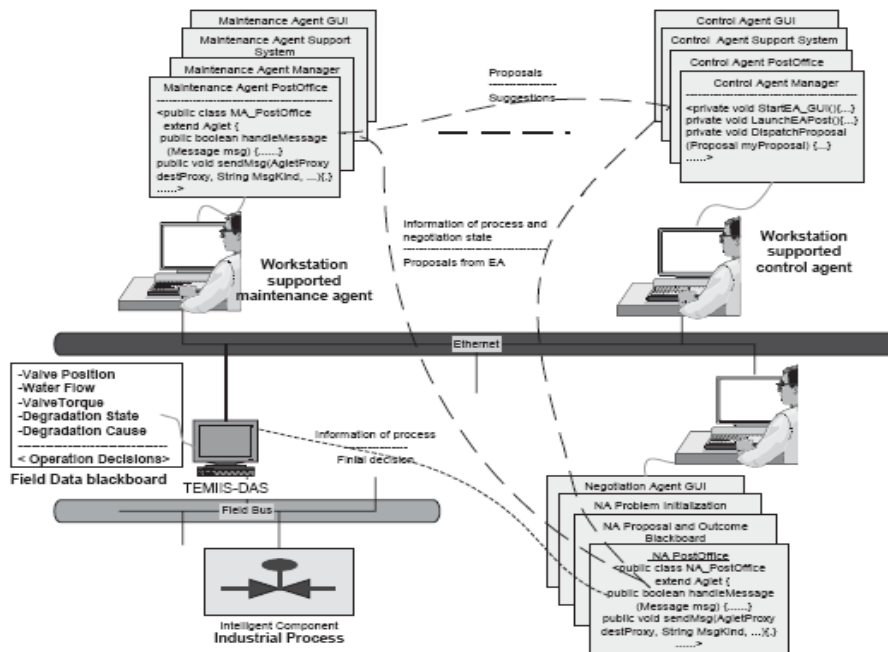 Maintenance Agent GUI
Maintenance Agent Support
System
Maintenance Agent Manager
Maintenance Agent PostOffice
<public class MA_PostOffice
extend Aglet {
public boolean handleMessage
(Message msg) {......}
public void sendMsg(AgletProxy
destProxy, String MsgKind, ...){.}
......>
Proposals
Suggestions
Control Agent GUI
Control Agent Support System
Control Agent PostOffice
Control Agent Manager
<private void StartEA_GUI(){...}
private void LaunchEAPost(){...}
private void DispatchProposal
(Proposal myProposal) {...}
......>
Workstation
supported
maintenance agent
Information of process and
negotiation state
Proposals from EA
Workstation
supported
control agent
Ethernet
-Valve Position
-Water Flow
-ValveTorque
-Degradation State
-Degradation Cause
< Operation Decisions>
Field Data blackboard
TEMIIS-DAS
Information of process
Finial decision
Field Bus
Intelligent Component
Industrial Process
Negotiation Agent GUI
NA Problem Initialization
NA Proposal and Outcome
Blackboard
NA PostOffice
<public class NA_PostOffice
extend Aglet {
public boolean handleMessage
(Message msg) {......}
public void sendMsg(AgletProxy
destProxy, String MsgKind, ...){.}
......>